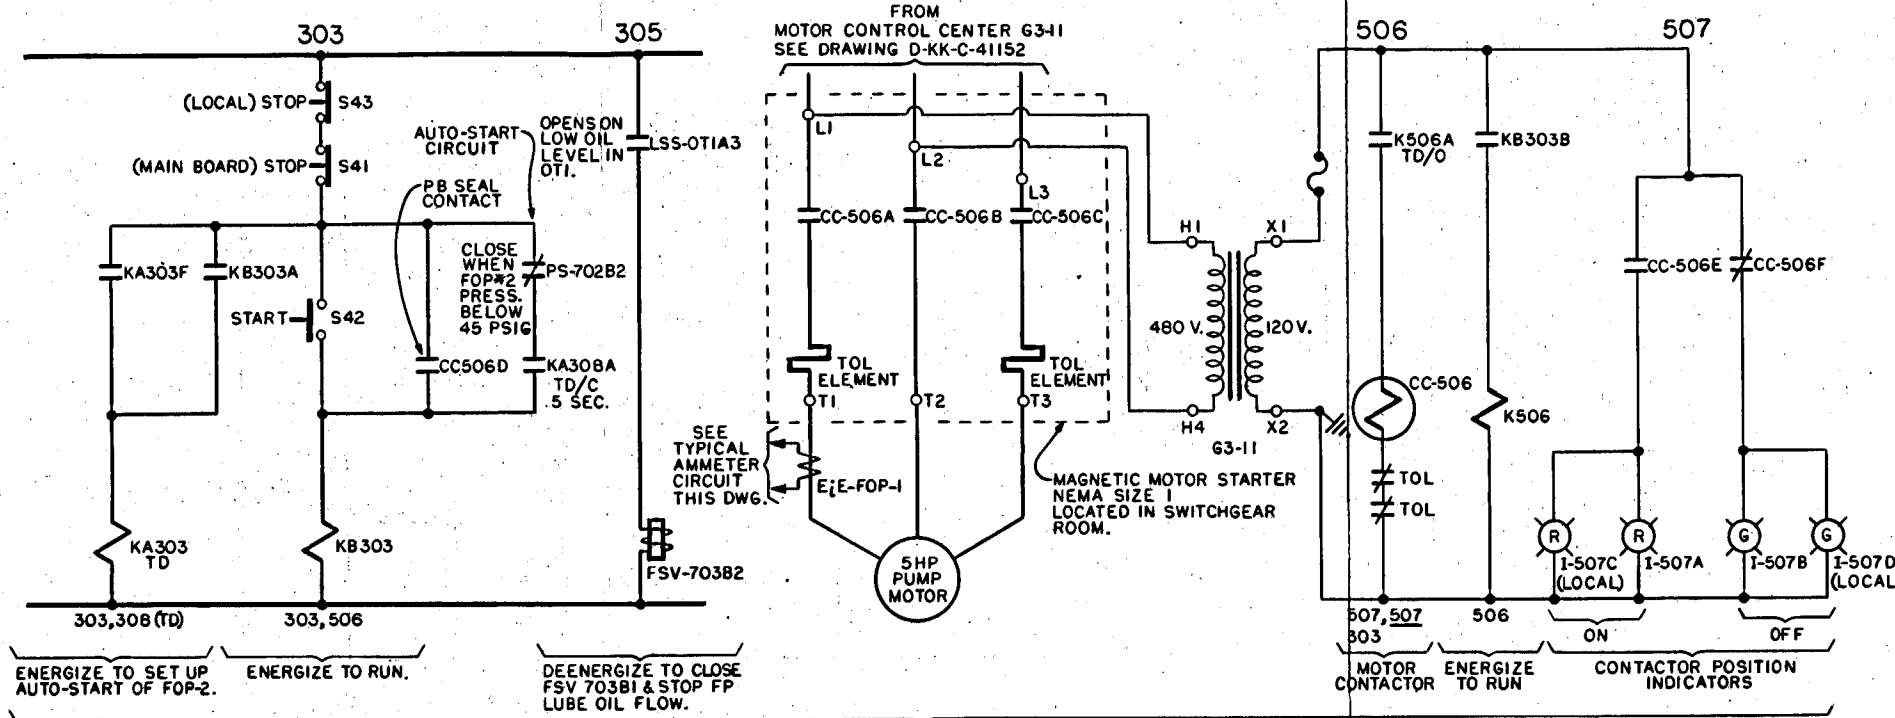 303
305
(LOCAL) STOP
S43
(MAIN BOARD) STOP
S41
AUTO-START
CIRCUIT
OPENS ON
LOW OIL
LEVEL IN
OT1.
LSS-OT1A3
PB SEAL
CONTACT
KA303F
KB303A
CLOSE
WHEN
FOP#2
PRESS.
BELOW
45 PSIG
PS-702B2
START
S42
CC506D
KA308A
TD/C
.5 SEC.
KA303
TD
KB303
FSV-703B2
303,308 (TD)
303,506
ENERGIZE TO SET UP
AUTO-START OF FOP-2.
ENERGIZE TO RUN.
DEENERGIZE TO CLOSE
FSV 703B1 & STOP FP
LUBE OIL FLOW.
FROM
MOTOR CONTROL CENTER G3-11
SEE DRAWING D-KK-C-41152
L1
L2
L3
CC-506A
CC-506B
CC-506C
TOL
ELEMENT
TOL
ELEMENT
T1
T2
T3
SEE
TYPICAL
AMMETER
CIRCUIT
THIS DWG.
EiE-FOP-1
5HP
PUMP
MOTOR
MAGNETIC MOTOR STARTER
NEMA SIZE 1
LOCATED IN SWITCHGEAR
ROOM.
H1
X1
480 V.
120 V.
H4
X2
G3-11
506
507
K506A
TD/O
KB303B
CC-506E
CC-506F
CC-506
K506
TOL
TOL
R
R
G
G
I-507C
(LOCAL)
I-507A
I-507B
I-507D
(LOCAL
507,507
303
506
ON
OFF
MOTOR
CONTACTOR
ENERGIZE
TO RUN
CONTACTOR POSITION
INDICATORS